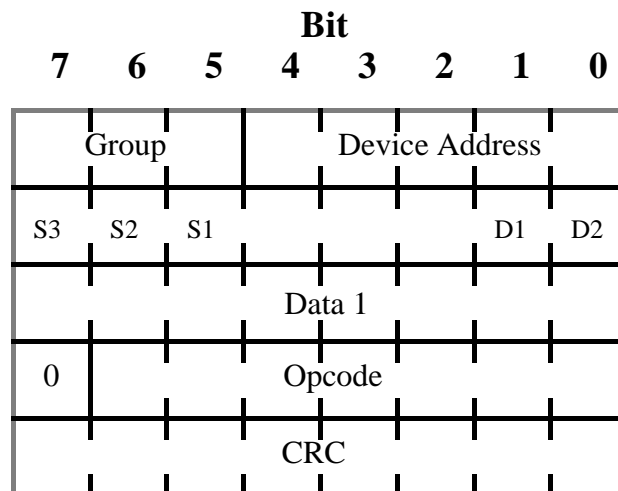 Bit
7 6 5 4 3 2 1 0
Group Device Address
S3 S2 S1 D1 D2
Data 1
0 Opcode
CRC